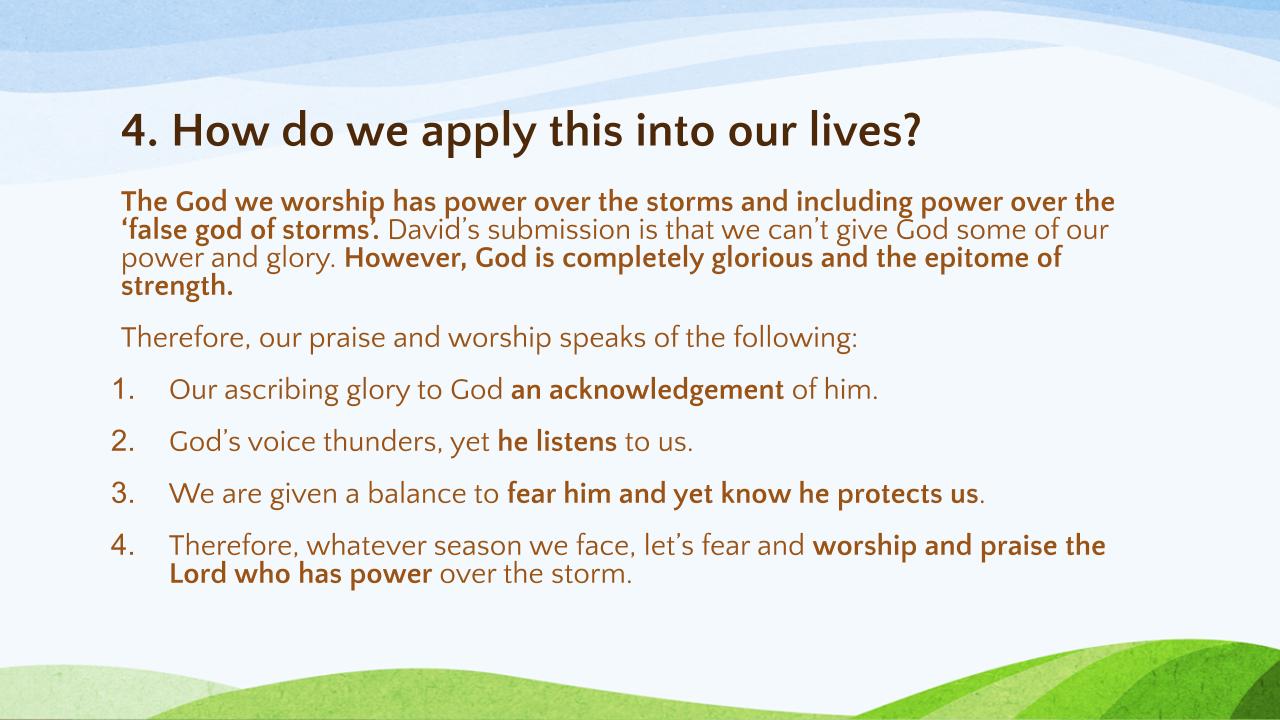 4. How do we apply this into our lives?
The God we worship has power over the storms and including power over the
‘false god of storms’. David’s submission is that we can’t give God some of our
power and glory. However, God is completely glorious and the epitome of
strength.
Therefore, our praise and worship speaks of the following:
1. Our ascribing glory to God an acknowledgement of him.
2. God’s voice thunders, yet he listens to us.
3. We are given a balance to fear him and yet know he protects us.
4. Therefore, whatever season we face, let’s fear and worship and praise the
Lord who has power over the storm.